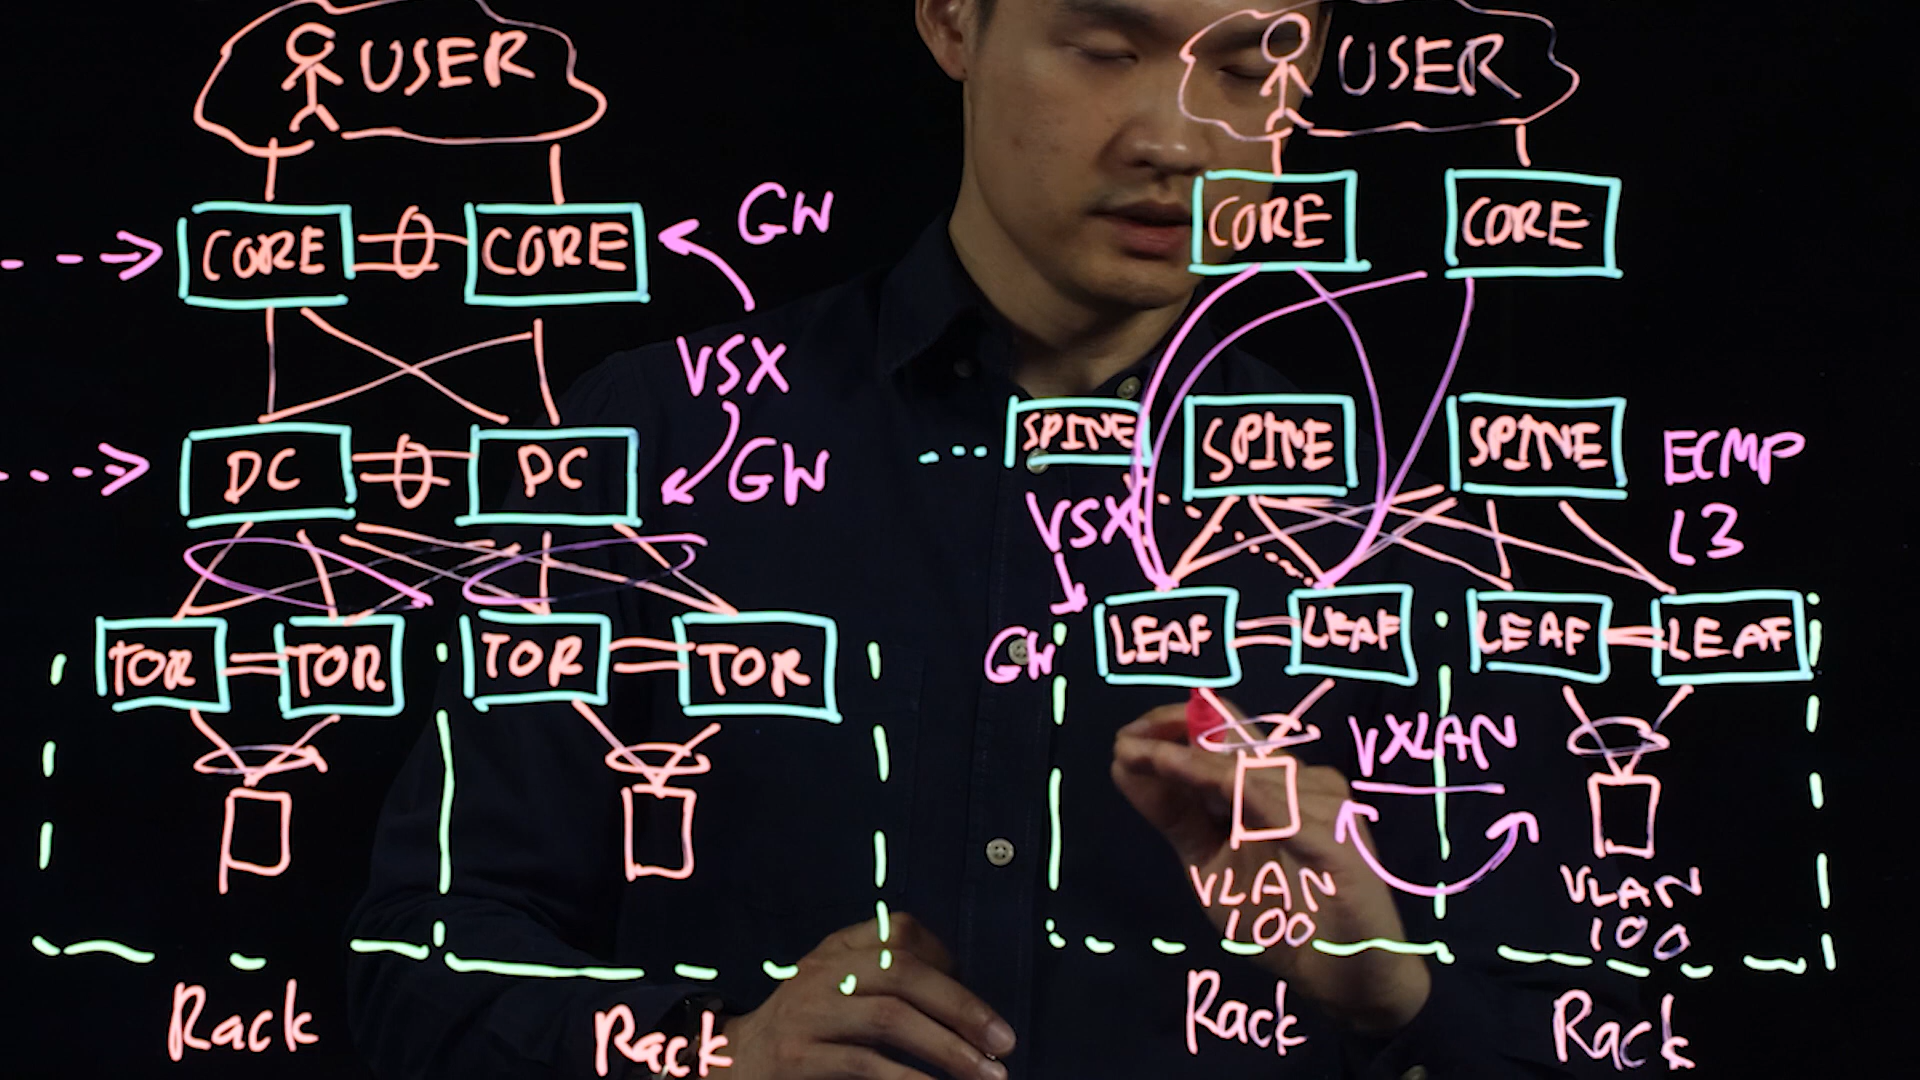 USER
CORE
CORE
GW
VSX
DC
DC
GW
TOR
TOR
TOR
TOR
Rack
Rack
USER
CORE
CORE
SPINE
SPINE
SPINE
ECMP
L3
VSX
GW
LEAF
LEAF
LEAF
LEAF
VXLAN
VLAN
100
VLAN
100
Rack
Rack